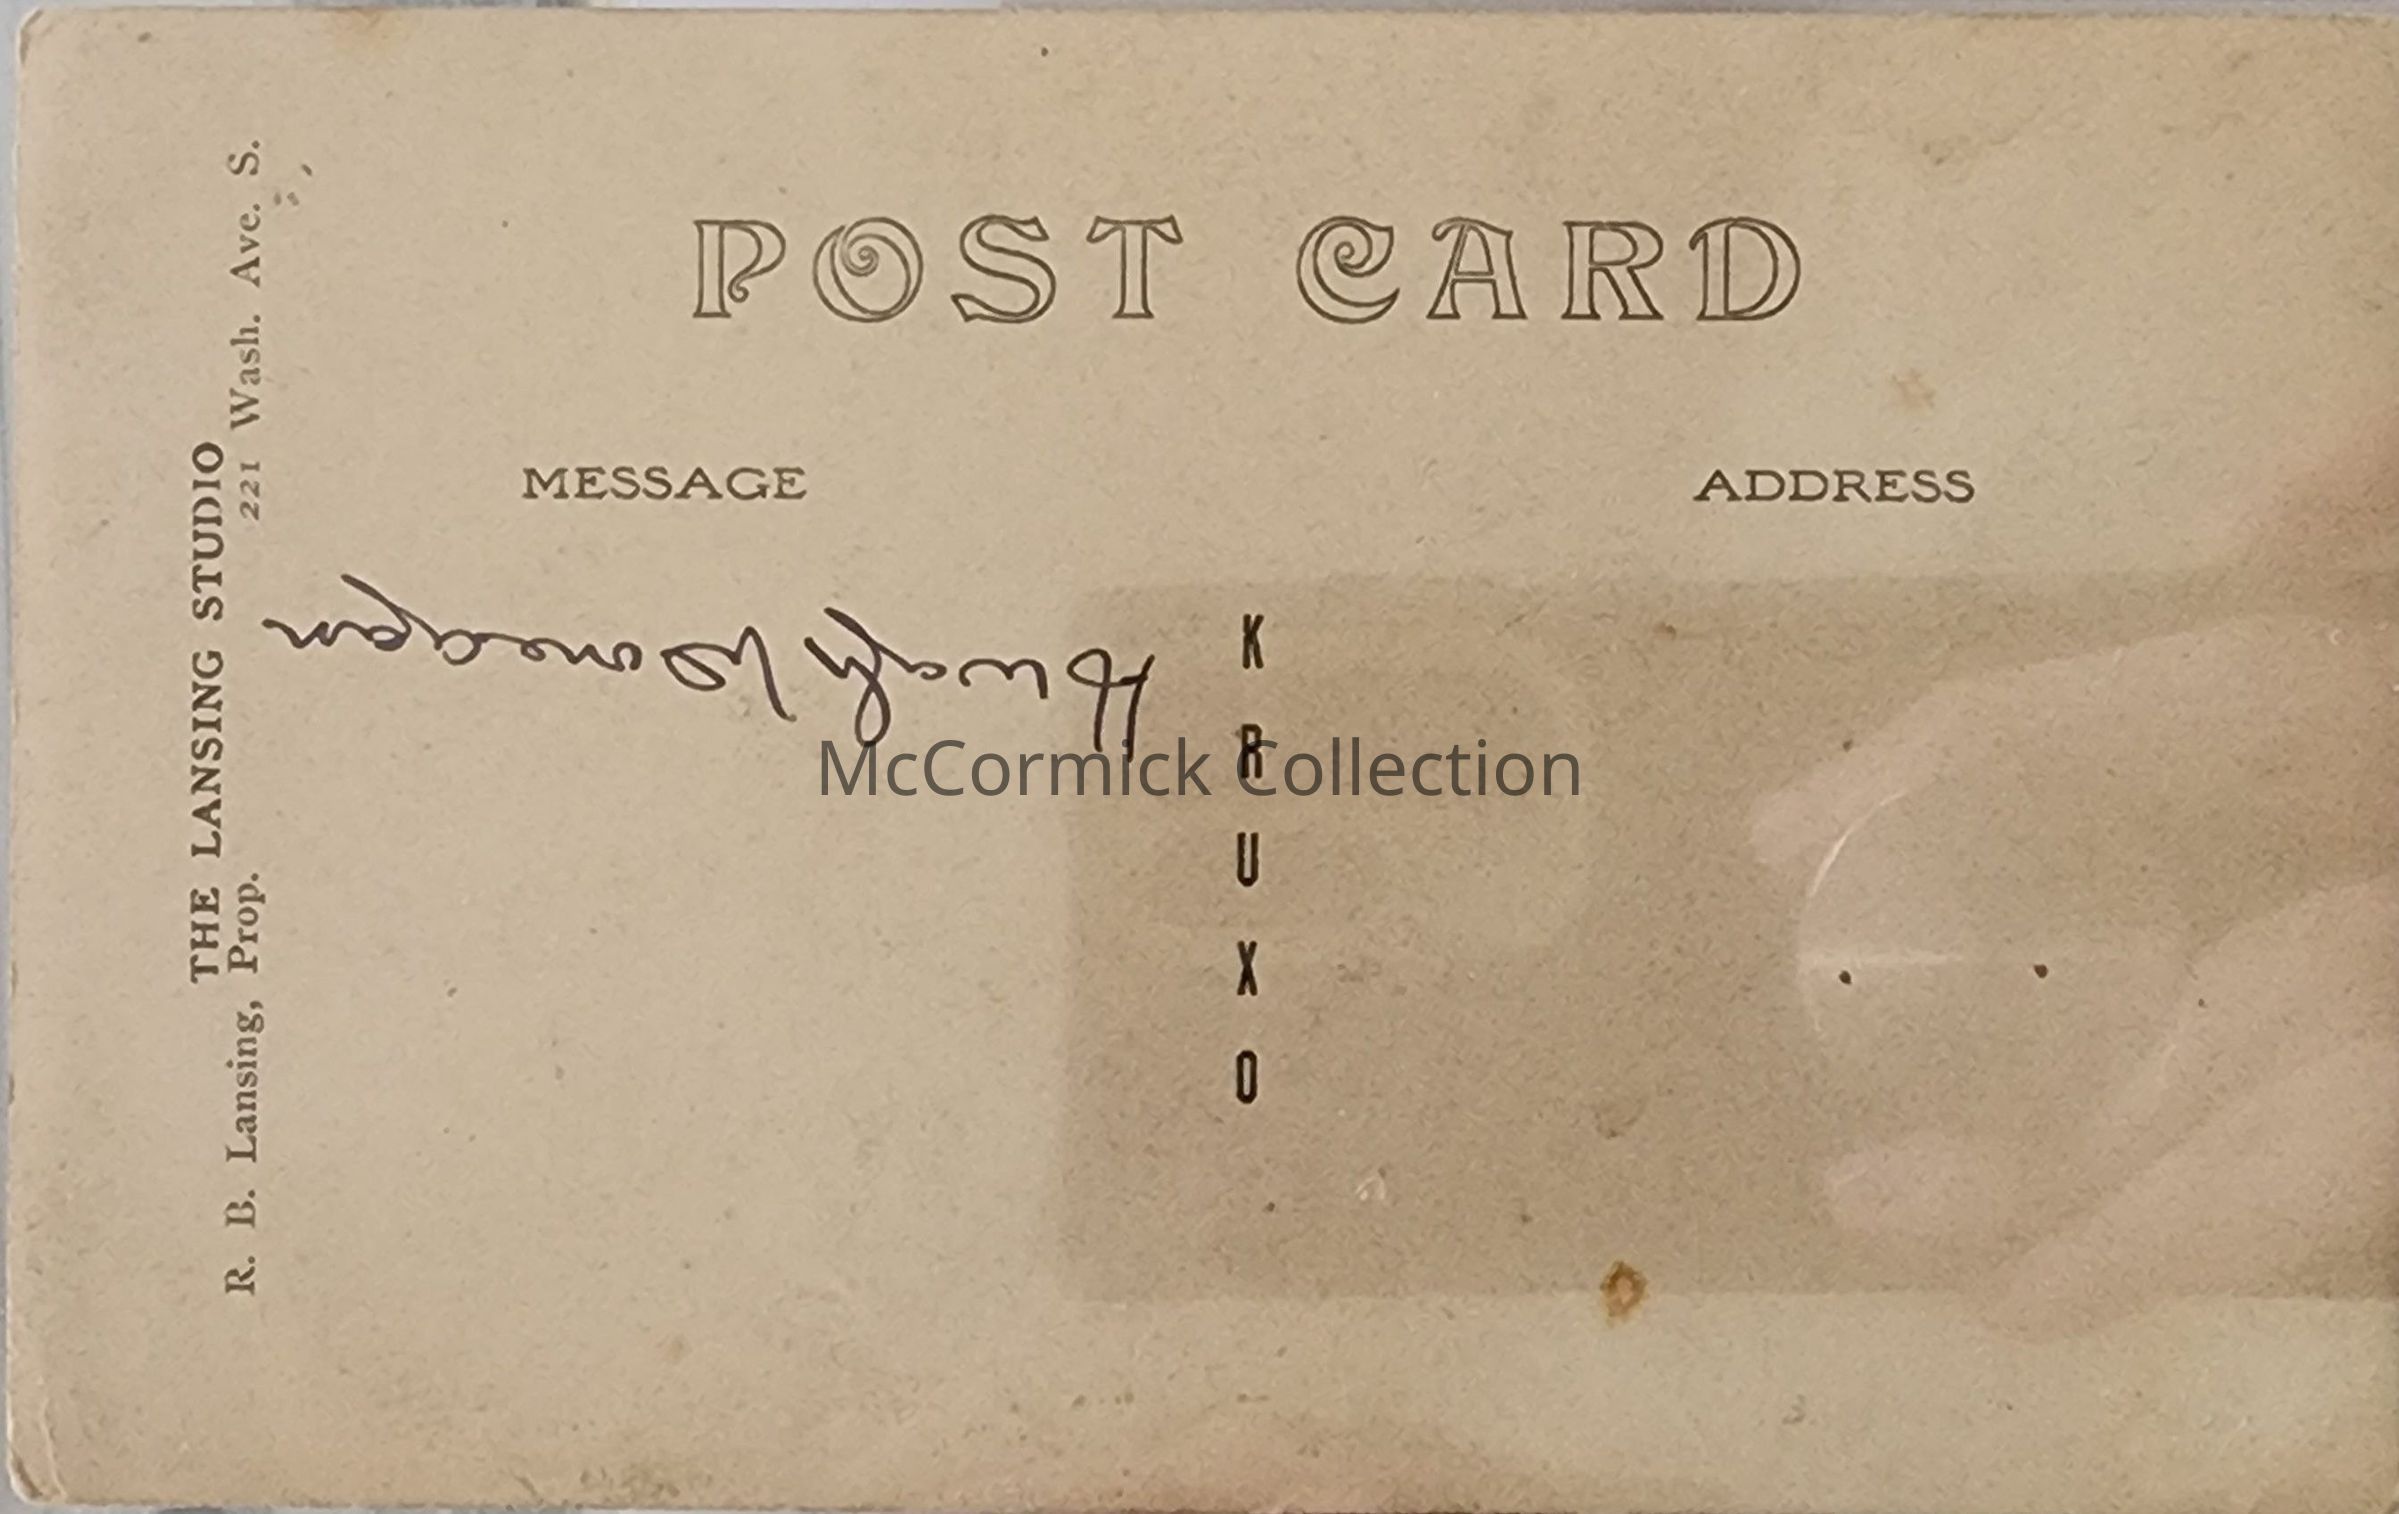 POST CARD
MESSAGE
ADDRESS
THE LANSING STUDIO
R. B. Lansing, Prop. 221 Wash. Ave. S.
KRUXO
McCormick Collection